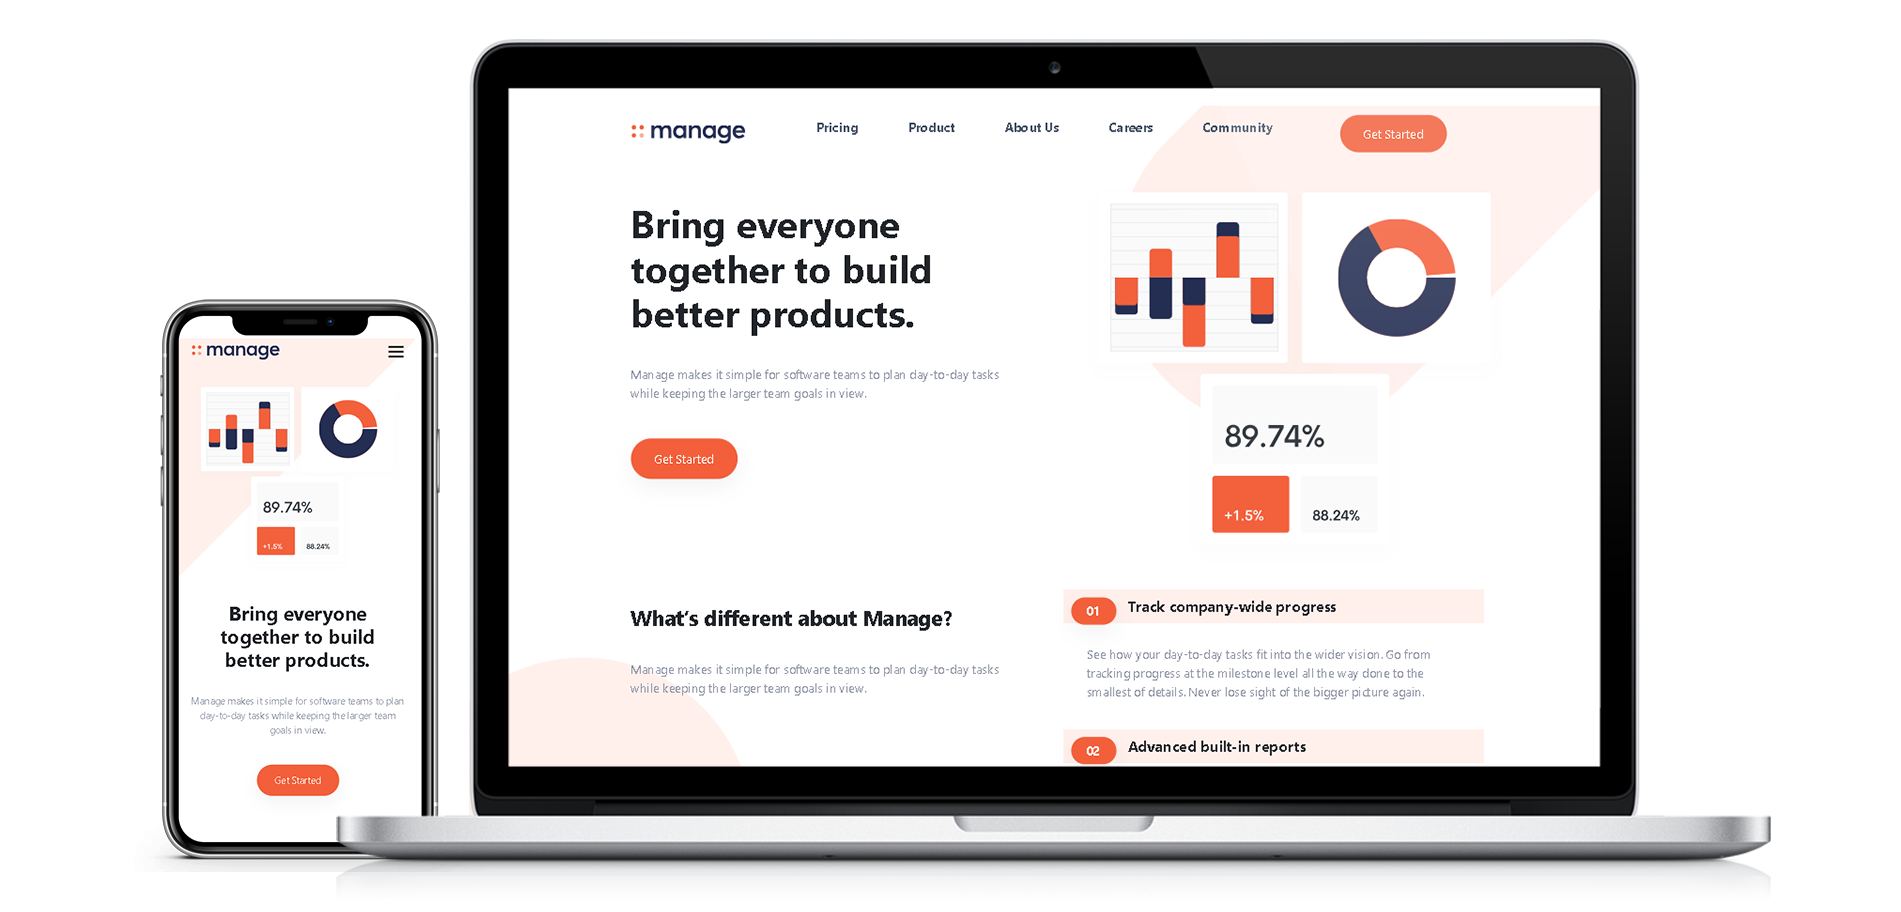 manage
Pricing
Product
About Us
Careers
Community
Get Started
Bring everyone
together to build
better products.
Manage makes it simple for software teams to plan day-to-day tasks
while keeping the larger team goals in view.
Get Started
89.74%
+1.5%
88.24%
What's different about Manage?
Manage makes it simple for software teams to plan day-to-day tasks
while keeping the larger team goals in view.
01
Track company-wide progress
See how your day-to-day tasks fit into the wider vision. Go from
tracking progress at the milestone level all the way done to the
smallest of details. Never lose sight of the bigger picture again.
02
Advanced built-in reports
manage
89.74%
+1.5%
88.24%
Bring everyone
together to build
better products.
Manage makes it simple for software teams to plan
day-to-day tasks while keeping the larger team
goals in view.
Get Started